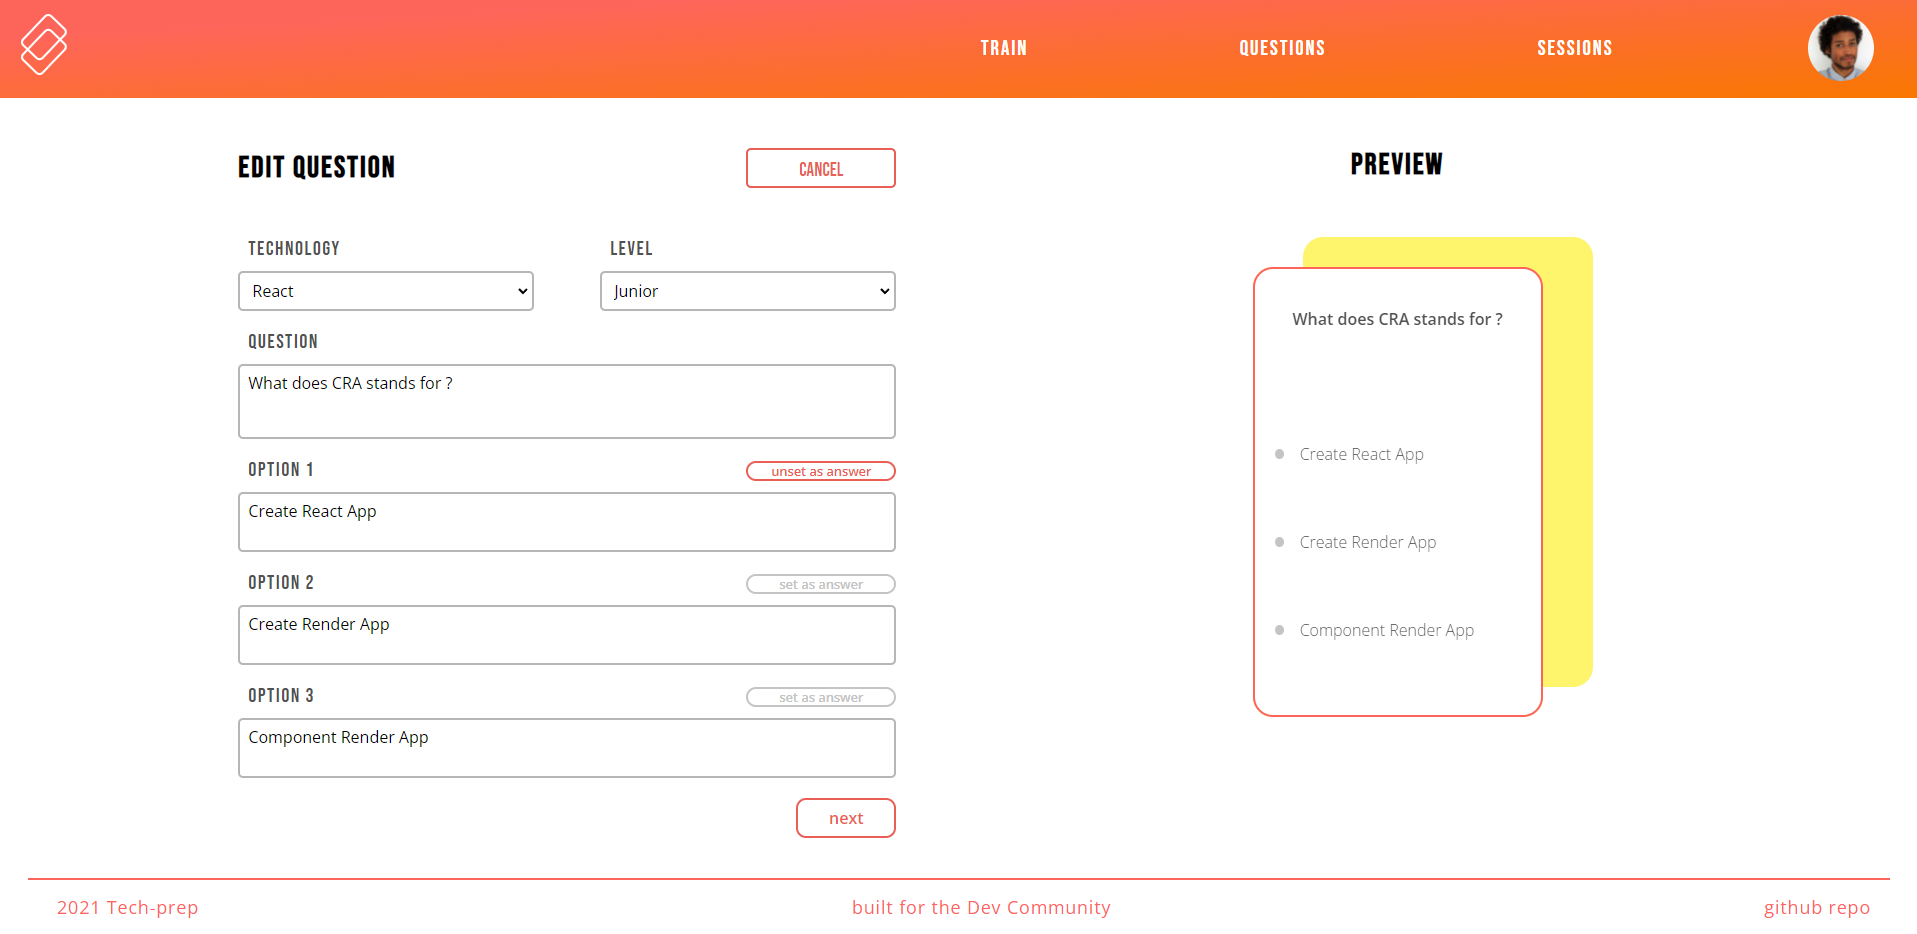 TRAIN
QUESTIONS
SESSIONS
EDIT QUESTION
CANCEL
TECHNOLOGY
LEVEL
React
Junior
QUESTION
What does CRA stands for ?
OPTION 1
unset as answer
Create React App
OPTION 2
set as answer
Create Render App
OPTION 3
set as answer
Component Render App
next
PREVIEW
What does CRA stands for ?
Create React App
Create Render App
Component Render App
2021 Tech-prep
built for the Dev Community
github repo